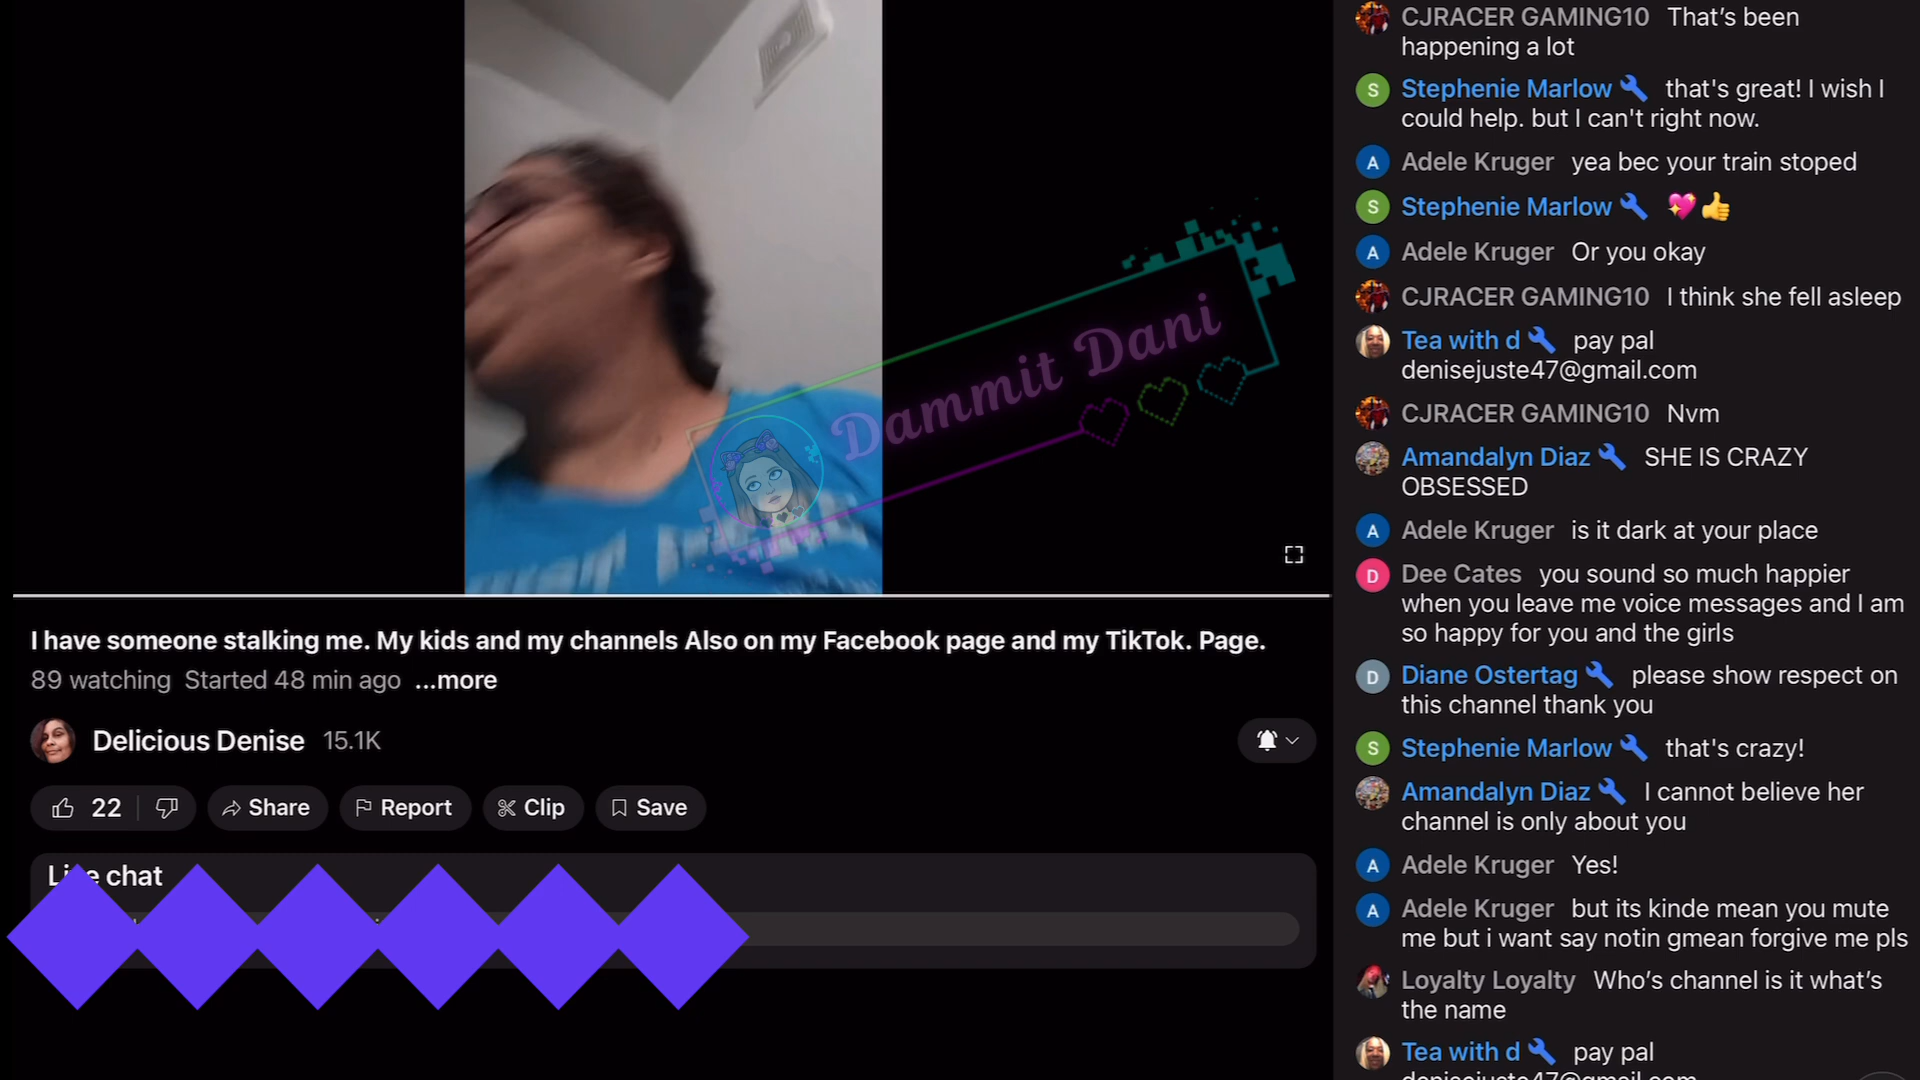 Dammit Dani
I have someone stalking me. My kids and my channels Also on my Facebook page and my TikTok. Page.
89 watching Started 48 min ago ...more
Delicious Denise 15.1K
22 Share Report Clip Save
Live chat
CJRACER GAMING10 That’s been
happening a lot
S Stephenie Marlow that's great! I wish I
could help. but I can't right now.
A Adele Kruger yea bec your train stoped
S Stephenie Marlow 💖👍
A Adele Kruger Or you okay
CJRACER GAMING10 I think she fell asleep
Tea with d pay pal
denisejuste47@gmail.com
CJRACER GAMING10 Nvm
Amandalyn Diaz SHE IS CRAZY
OBSESSED
A Adele Kruger is it dark at your place
D Dee Cates you sound so much happier
when you leave me voice messages and I am
so happy for you and the girls
D Diane Ostertag please show respect on
this channel thank you
S Stephenie Marlow that's crazy!
Amandalyn Diaz I cannot believe her
channel is only about you
A Adele Kruger Yes!
A Adele Kruger but its kinde mean you mute
me but i want say notin gmean forgive me pls
Loyalty Loyalty Who’s channel is it what’s
the name
Tea with d pay pal
denisejuste47@gmail.com